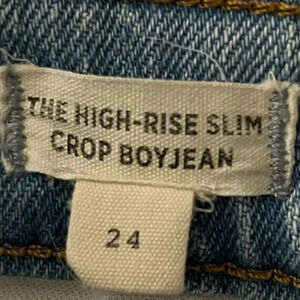 THE HIGH-RISE SLIM
CROP BOYJEAN
24